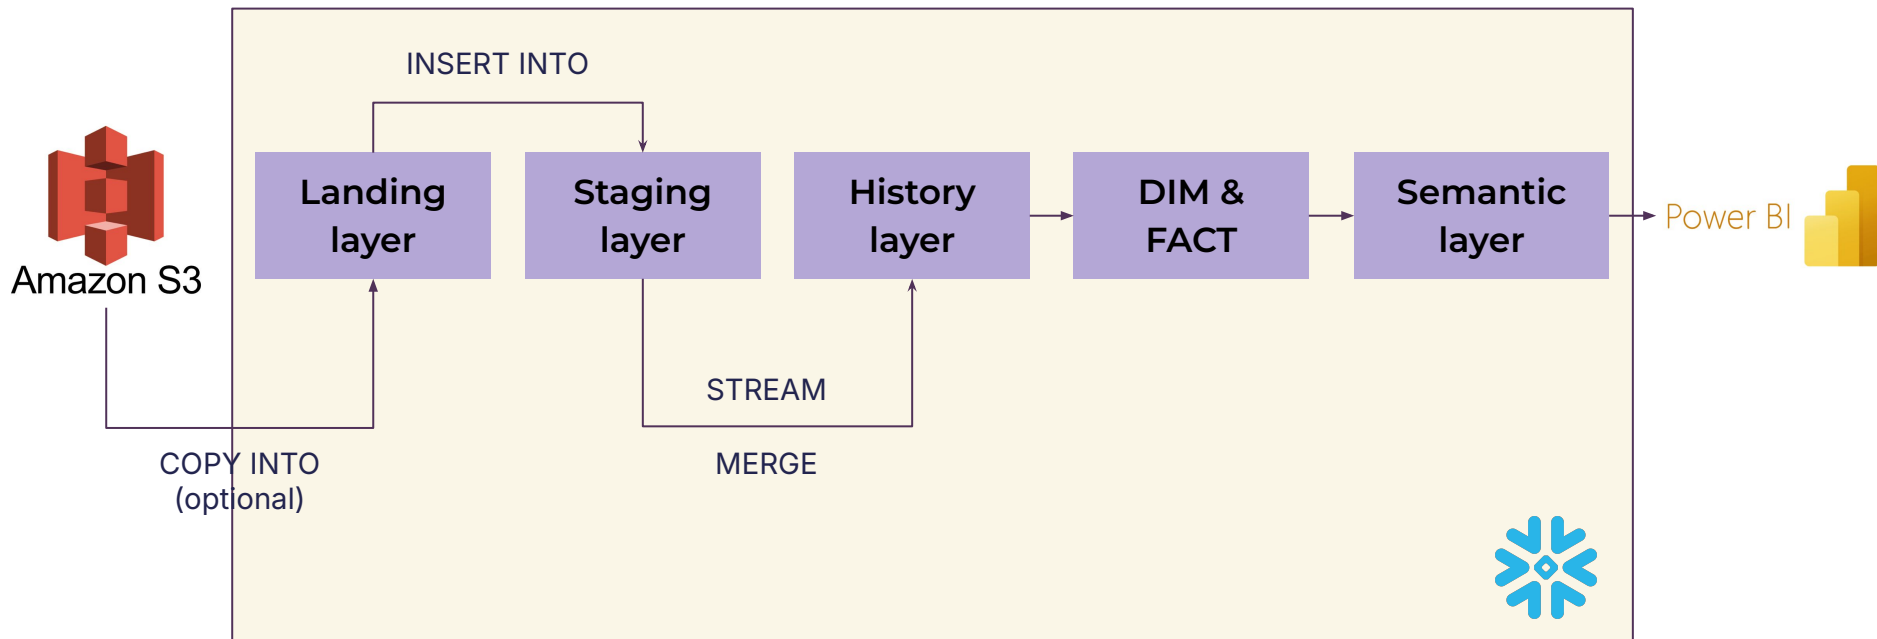 INSERT INTO
Amazon S3
Landing
layer
Staging
layer
History
layer
DIM &
FACT
Semantic
layer
Power BI
STREAM
MERGE
COPY INTO
(optional)